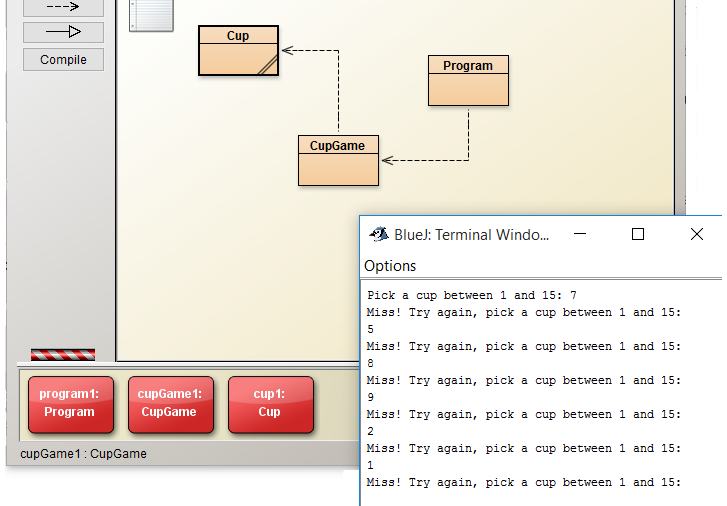 Compile
Cup
Program
CupGame
BlueJ: Terminal Windo...
Options
Pick a cup between 1 and 15: 7
Miss! Try again, pick a cup between 1 and 15:
5
Miss! Try again, pick a cup between 1 and 15:
8
Miss! Try again, pick a cup between 1 and 15:
9
Miss! Try again, pick a cup between 1 and 15:
2
Miss! Try again, pick a cup between 1 and 15:
1
Miss! Try again, pick a cup between 1 and 15:
program1:
Program
cupGame1:
CupGame
cup1:
Cup
cupGame1 : CupGame